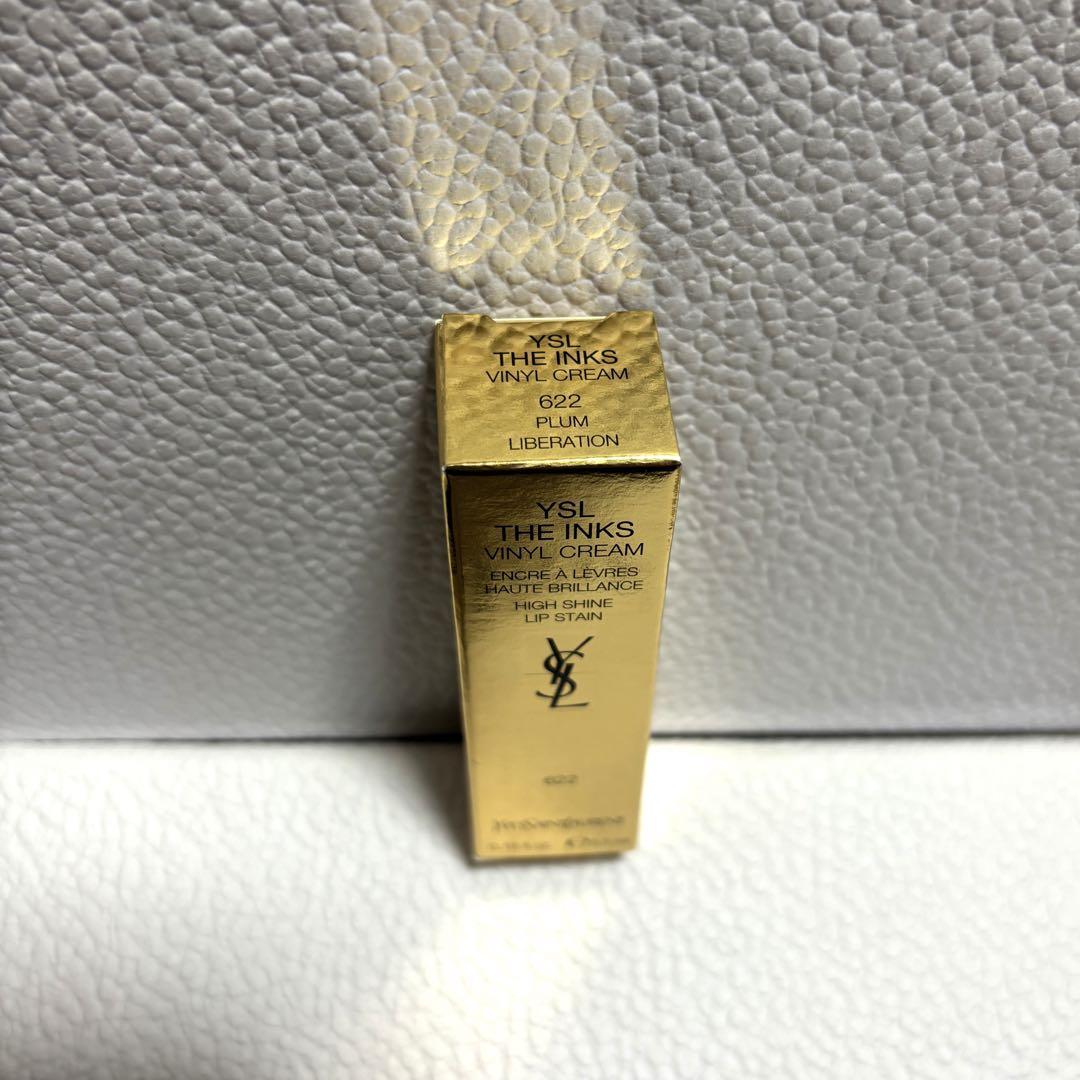 YSL
THE INKS
VINYL CREAM
622
PLUM
LIBERATION
YSL
THE INKS
VINYL CREAM
ENCRE À LÈVRES
HAUTE BRILLANCE
HIGH SHINE
LIP STAIN
YSL
622
YVESSAINTLAURENT